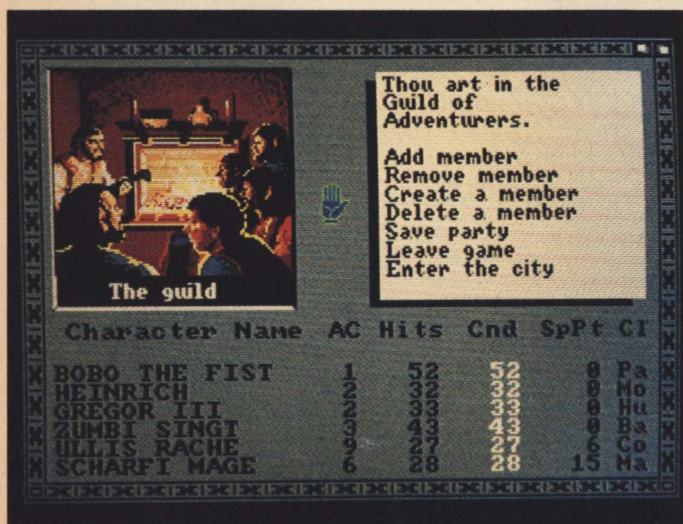 Thou art in the
Guild of
Adventurers.
Add member
Remove member
Create a member
Delete a member
Save party
Leave game
Enter the city
The guild
Character Name AC Hits Cnd SpPt Cl
BOBO THE FIST 1 52 52 0 Pa
HEINRICH 2 32 32 0 Mo
GREGOR III 2 33 33 0 Hu
ZUMBI SINGT 3 43 43 0 Ba
ULLIS RACHE 9 27 27 6 Co
SCHARFI MAGE 6 28 28 15 Ma